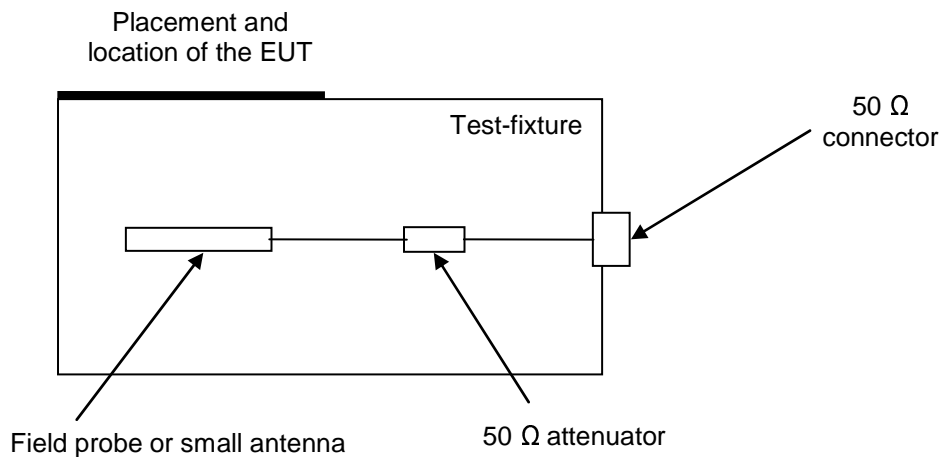 Placement and
location of the EUT
Test-fixture
50 Ω
connector
Field probe or small antenna
50 Ω attenuator